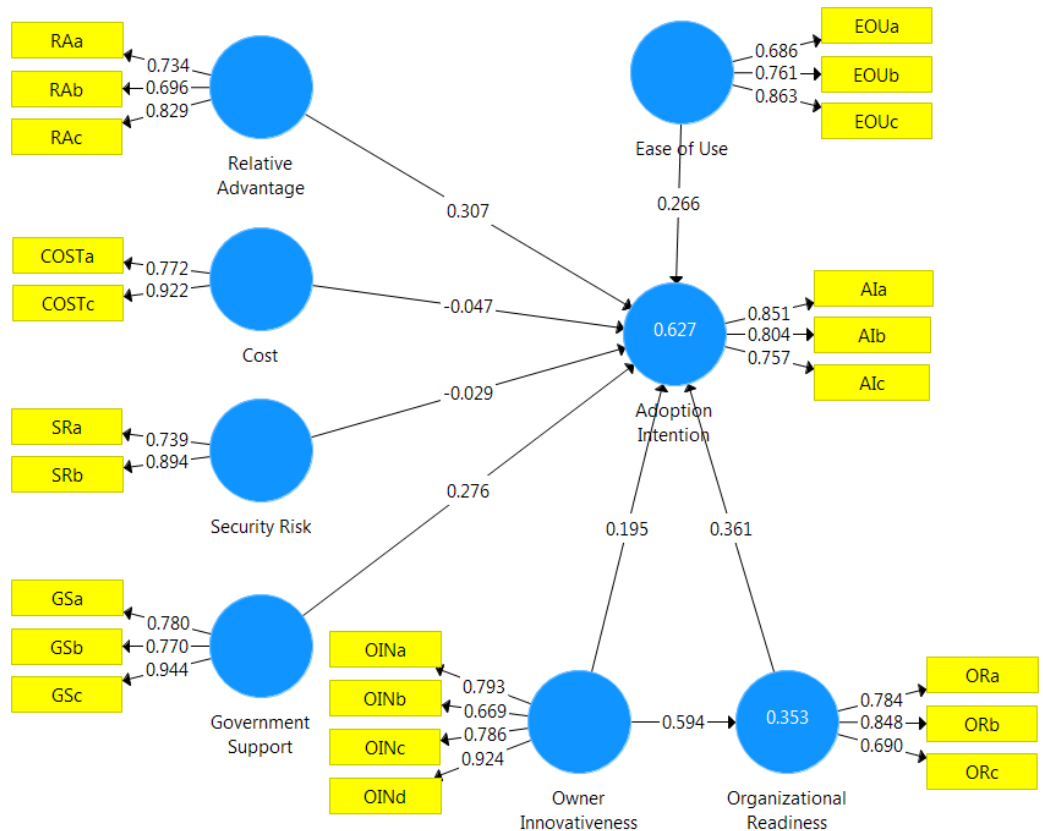 RAa
RAb
RAc
0.734
0.696
0.829
Relative
Advantage
0.307
EOUa
EOUb
EOUc
0.686
0.761
0.863
Ease of Use
0.266
COSTa
COSTc
0.772
0.922
Cost
-0.047
0.627
Adoption
Intention
0.851
0.804
0.757
AIa
AIb
AIc
SRa
SRb
0.739
0.894
Security Risk
-0.029
GSa
GSb
GSc
0.780
0.770
0.944
Government
Support
0.276
0.195
0.361
OINa
OINb
OINc
OINd
0.793
0.669
0.786
0.924
Owner
Innovativeness
0.594
0.353
Organizational
Readiness
0.784
0.848
0.690
ORa
ORb
ORc